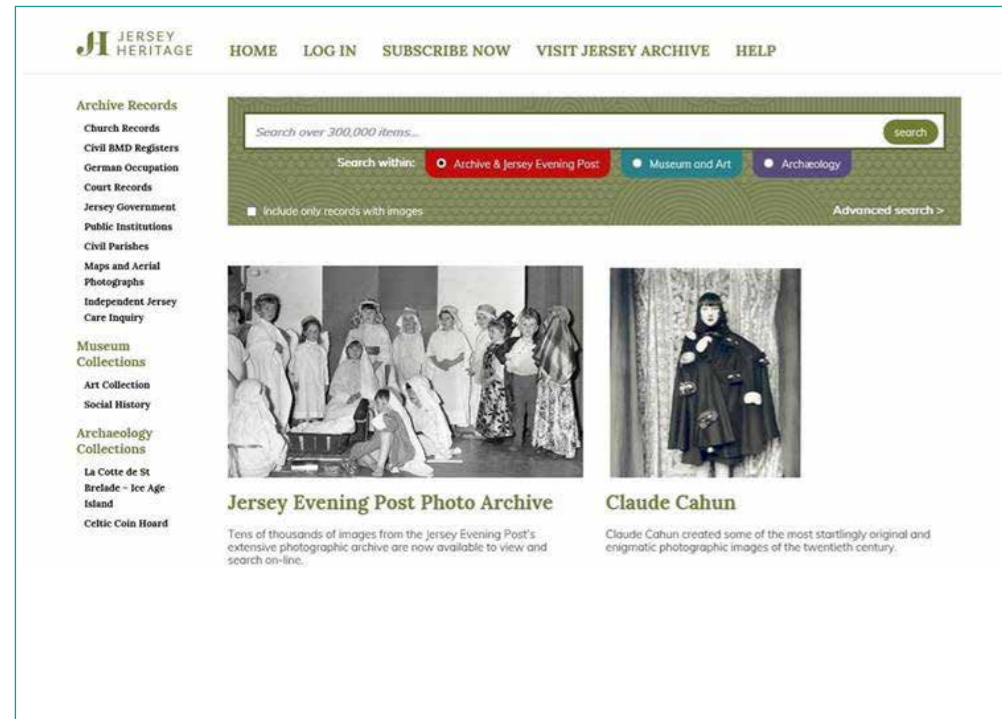 JERSEY
HERITAGE
HOME LOG IN SUBSCRIBE NOW VISIT JERSEY ARCHIVE HELP
Archive Records
Church Records
Civil BMD Registers
German Occupation
Court Records
Jersey Government
Public Institutions
Civil Parishes
Maps and Aerial
Photographs
Independent Jersey
Care Inquiry
Museum
Collections
Art Collection
Social History
Archaeology
Collections
La Cotte de St
Brelade – Ice Age
Island
Celtic Coin Hoard
Search over 300,000 items... search
Search within: Archive & Jersey Evening Post Museum and Art Archæology
Include only records with images Advanced search >
Jersey Evening Post Photo Archive
Tens of thousands of images from the Jersey Evening Post's
extensive photographic archive are now available to view and
search on-line.
Claude Cahun
Claude Cahun created some of the most startlingly original and
enigmatic photographic images of the twentieth century.